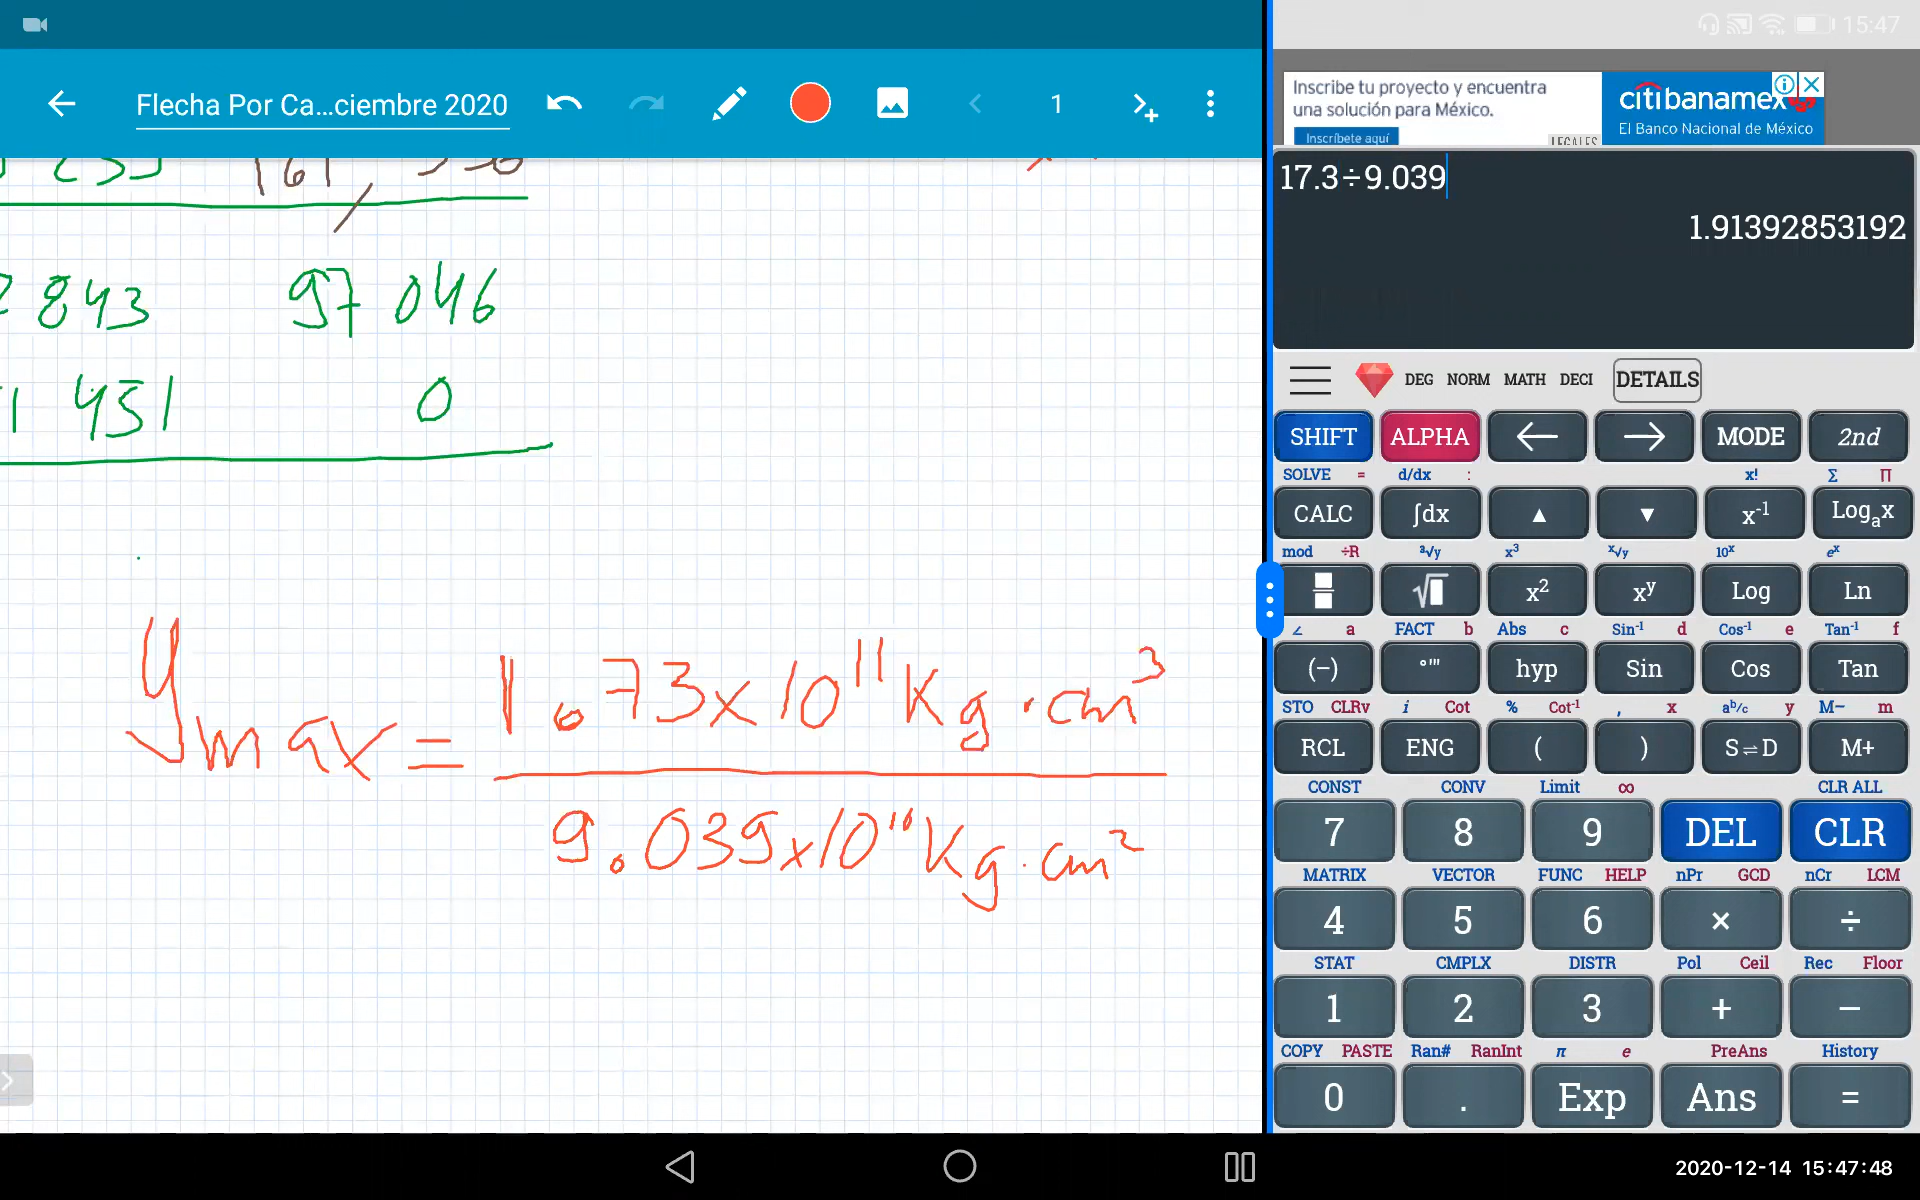 15:47
Flecha Por Ca...ciembre 2020
1
Inscribe tu proyecto y encuentra
una solución para México.
Inscríbete aquí
LEGALES
citibanamex
El Banco Nacional de México
17.3÷9.039
1.91392853192
843 97 046
1 451 0
ymax = 1.73x10¹¹ Kg·cm³
9.039x10¹⁰ Kg·cm²
DEG NORM MATH DECI DETAILS
SHIFT ALPHA ← → MODE 2nd
SOLVE = d/dx : x! Σ Π
CALC ∫dx ▲ ▼ x⁻¹ Logₐx
mod ÷R ³√y x³ ˣ√y 10ˣ eˣ
√ x² xʸ Log Ln
∠ a FACT b Abs c Sin⁻¹ d Cos⁻¹ e Tan⁻¹ f
(−) °'" hyp Sin Cos Tan
STO CLRv i Cot % Cot⁻¹ , x aᵇ/c y M− m
RCL ENG ( ) S⇌D M+
CONST CONV Limit ∞ CLR ALL
7 8 9 DEL CLR
MATRIX VECTOR FUNC HELP nPr GCD nCr LCM
4 5 6 × ÷
STAT CMPLX DISTR Pol Ceil Rec Floor
1 2 3 + −
COPY PASTE Ran# RanInt π e PreAns History
0 . Exp Ans =
2020-12-14 15:47:48